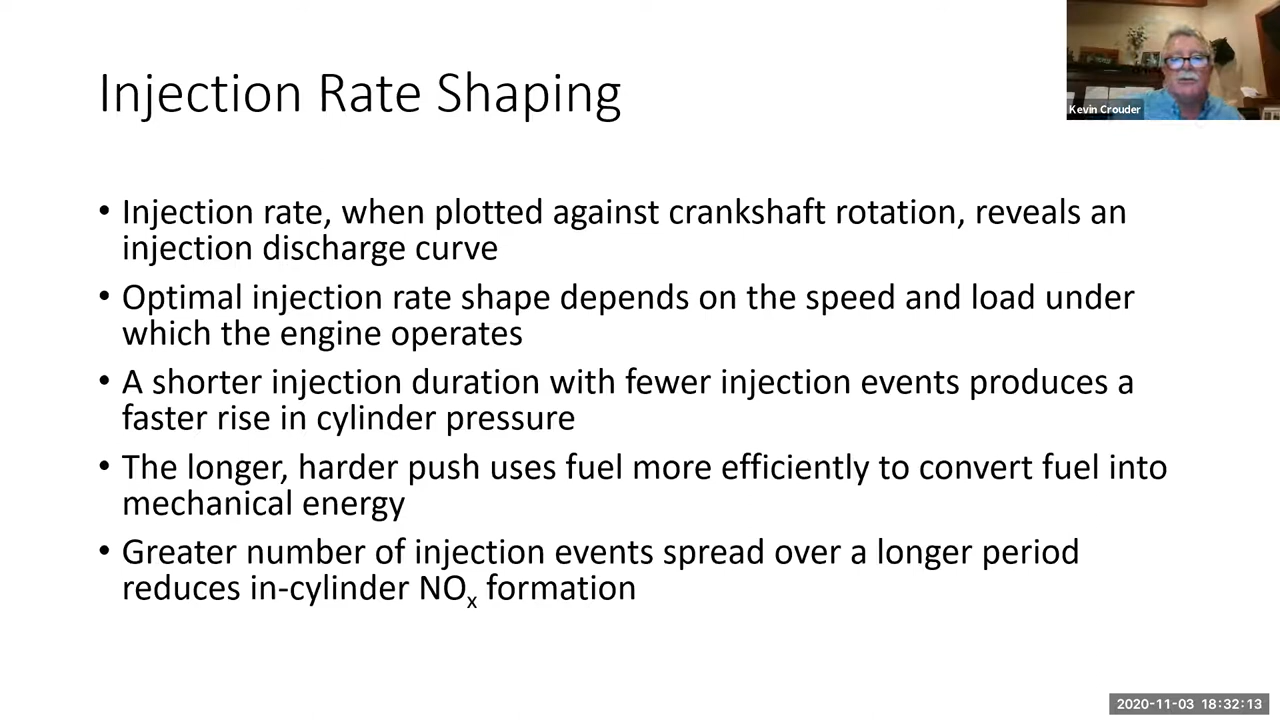 Injection Rate Shaping
Kevin Crouder
• Injection rate, when plotted against crankshaft rotation, reveals an
injection discharge curve
• Optimal injection rate shape depends on the speed and load under
which the engine operates
• A shorter injection duration with fewer injection events produces a
faster rise in cylinder pressure
• The longer, harder push uses fuel more efficiently to convert fuel into
mechanical energy
• Greater number of injection events spread over a longer period
reduces in-cylinder NOx formation
2020-11-03 18:32:13